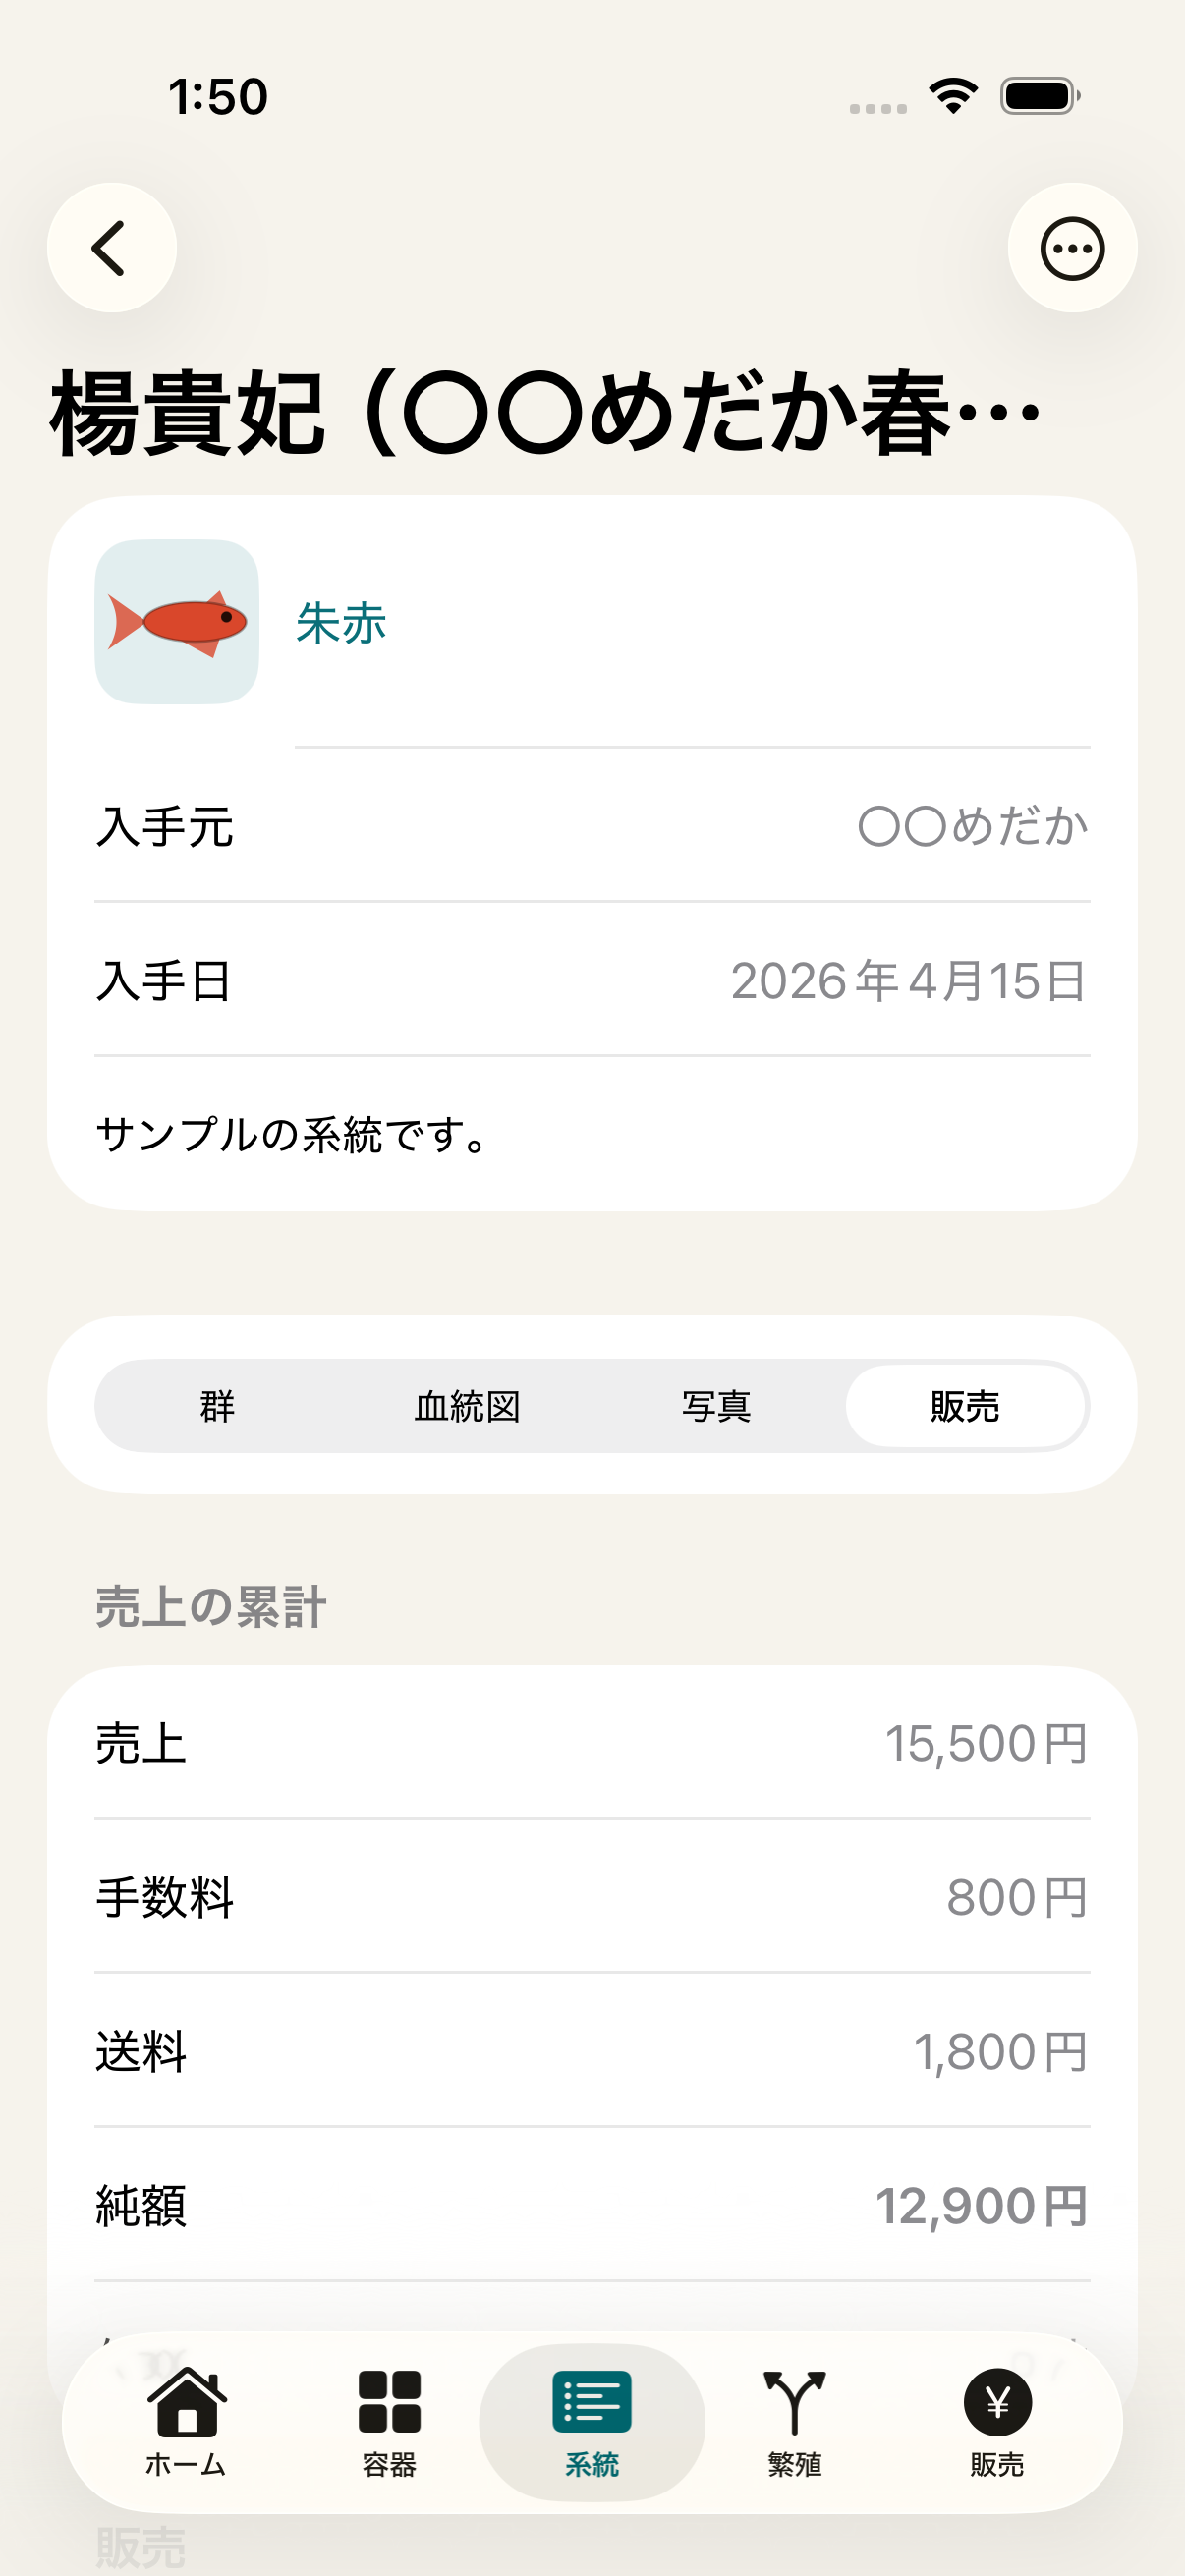 1:50
楊貴妃（〇〇めだか春…
朱赤
入手元 〇〇めだか
入手日 2026年4月15日
サンプルの系統です。
群 血統図 写真 販売
売上の累計
売上 15,500円
手数料 800円
送料 1,800円
純額 12,900円
ホーム 容器 系統 繁殖 販売
販売